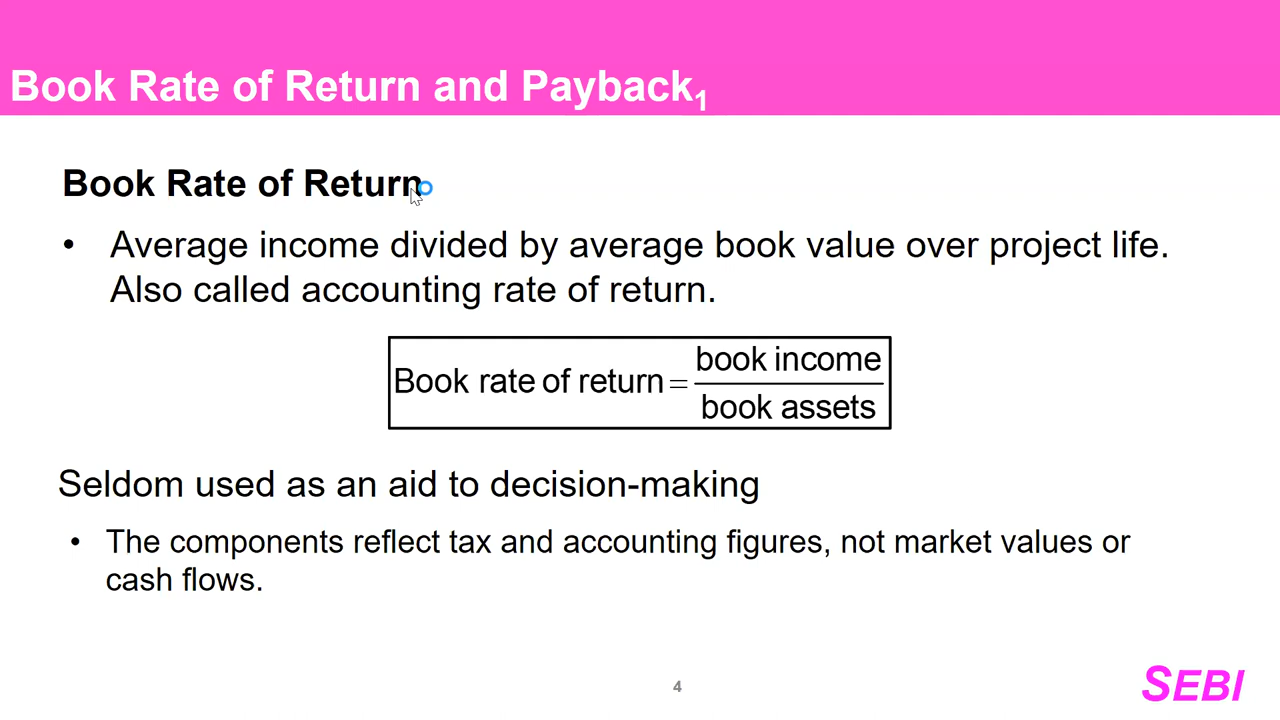 Book Rate of Return and Payback1
Book Rate of Return
• Average income divided by average book value over project life.
Also called accounting rate of return.
Book rate of return = book income
book assets
Seldom used as an aid to decision-making
• The components reflect tax and accounting figures, not market values or
cash flows.
4
SEBI